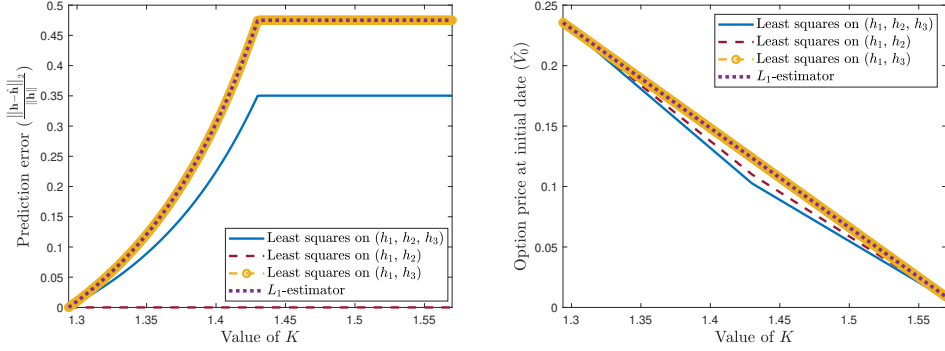 Prediction error (||h−ĥ||₂ / ||h||)
0.5
0.45
0.4
0.35
0.3
0.25
0.2
0.15
0.1
0.05
0
1.3
1.35
1.4
1.45
1.5
1.55
Value of K
Least squares on (h₁, h₂, h₃)
Least squares on (h₁, h₂)
Least squares on (h₁, h₃)
L₁-estimator
Option price at initial date (V̂₀)
0.25
0.2
0.15
0.1
0.05
0
1.3
1.35
1.4
1.45
1.5
1.55
Value of K
Least squares on (h₁, h₂, h₃)
Least squares on (h₁, h₂)
Least squares on (h₁, h₃)
L₁-estimator